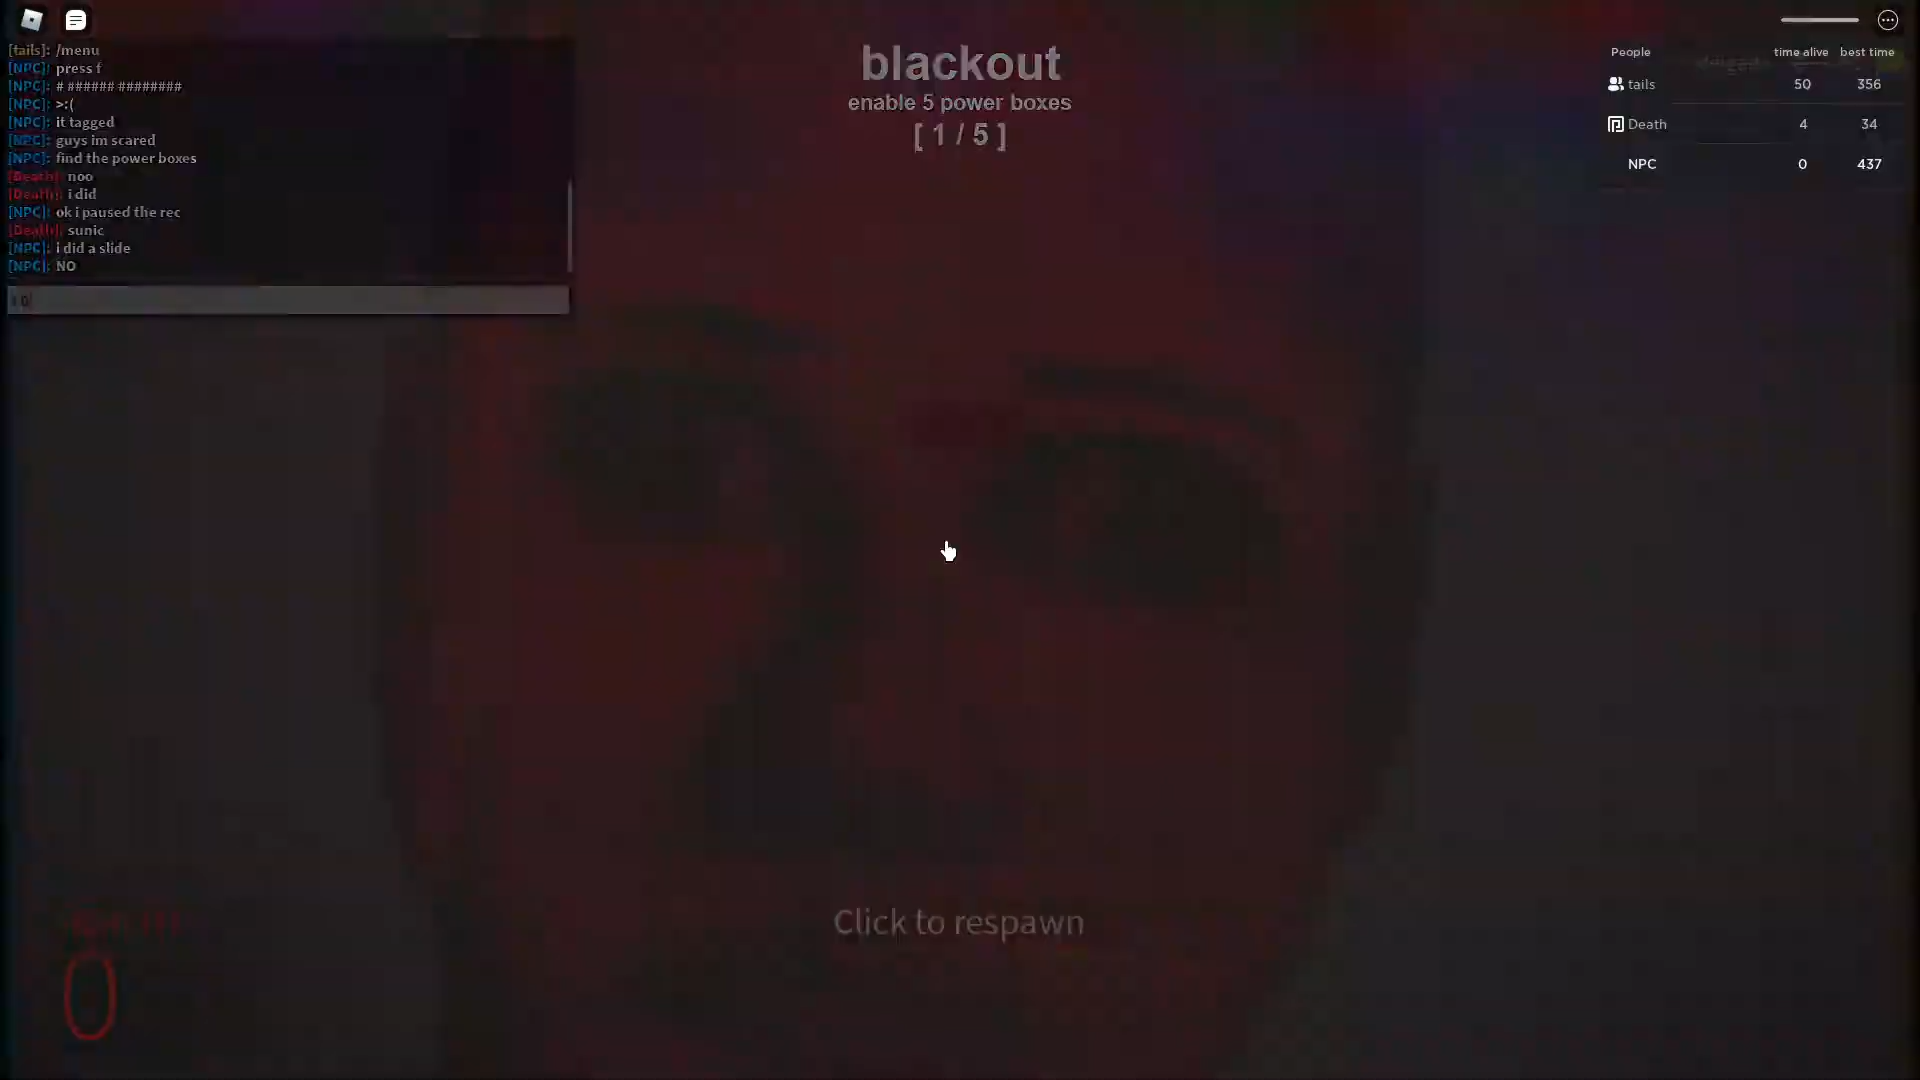 [tails]: /menu
[NPC]: press f
[NPC]: # ###### ########
[NPC]: >:(
[NPC]: it tagged
[NPC]: guys im scared
[NPC]: find the power boxes
[Death]: noo
[Death]: i did
[NPC]: ok i paused the rec
[Death]: sunic
[NPC]: i did a slide
[NPC]: NO
blackout
enable 5 power boxes
[ 1 / 5 ]
People time alive best time
tails 50 356
Death 4 34
NPC 0 437
Click to respawn
0